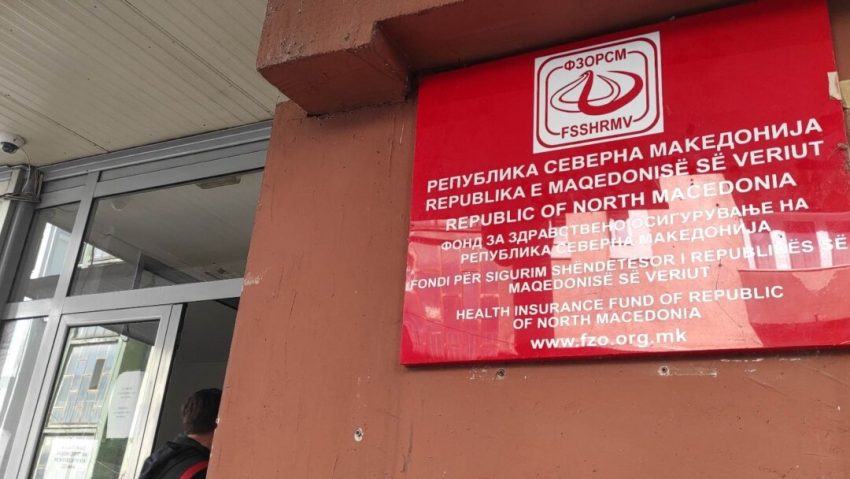 ФЗОРСМ
FSSHRMV
РЕПУБЛИКА СЕВЕРНА МАКЕДОНИЈА
REPUBLIKA E MAQEDONISË SË VERIUT
REPUBLIC OF NORTH MACEDONIA
ФОНД ЗА ЗДРАВСТВЕНО ОСИГУРУВАЊЕ НА
РЕПУБЛИКА СЕВЕРНА МАКЕДОНИЈА
FONDI PËR SIGURIM SHËNDETËSOR I REPUBLIKËS SË
MAQEDONISË SË VERIUT
HEALTH INSURANCE FUND OF REPUBLIC
OF NORTH MACEDONIA
www.fzo.org.mk